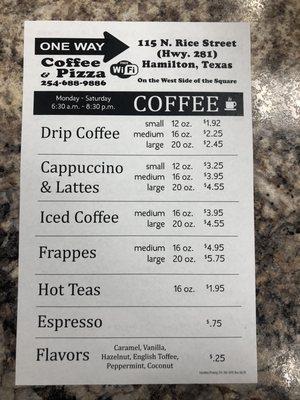 ONE WAY
Coffee
& Pizza
254-688-9886
WiFi
115 N. Rice Street
(Hwy. 281)
Hamilton, Texas
On the West Side of the Square
Monday - Saturday
6:30 a.m. - 8:30 p.m.
COFFEE
Drip Coffee
small 12 oz. $1.92
medium 16 oz. $2.25
large 20 oz. $2.45
Cappuccino
& Lattes
small 12 oz. $3.25
medium 16 oz. $3.95
large 20 oz. $4.55
Iced Coffee
medium 16 oz. $3.95
large 20 oz. $4.55
Frappes
medium 16 oz. $4.95
large 20 oz. $5.75
Hot Teas 16 oz. $1.95
Espresso $.75
Flavors
Caramel, Vanilla,
Hazelnut, English Toffee,
Peppermint, Coconut
$.25